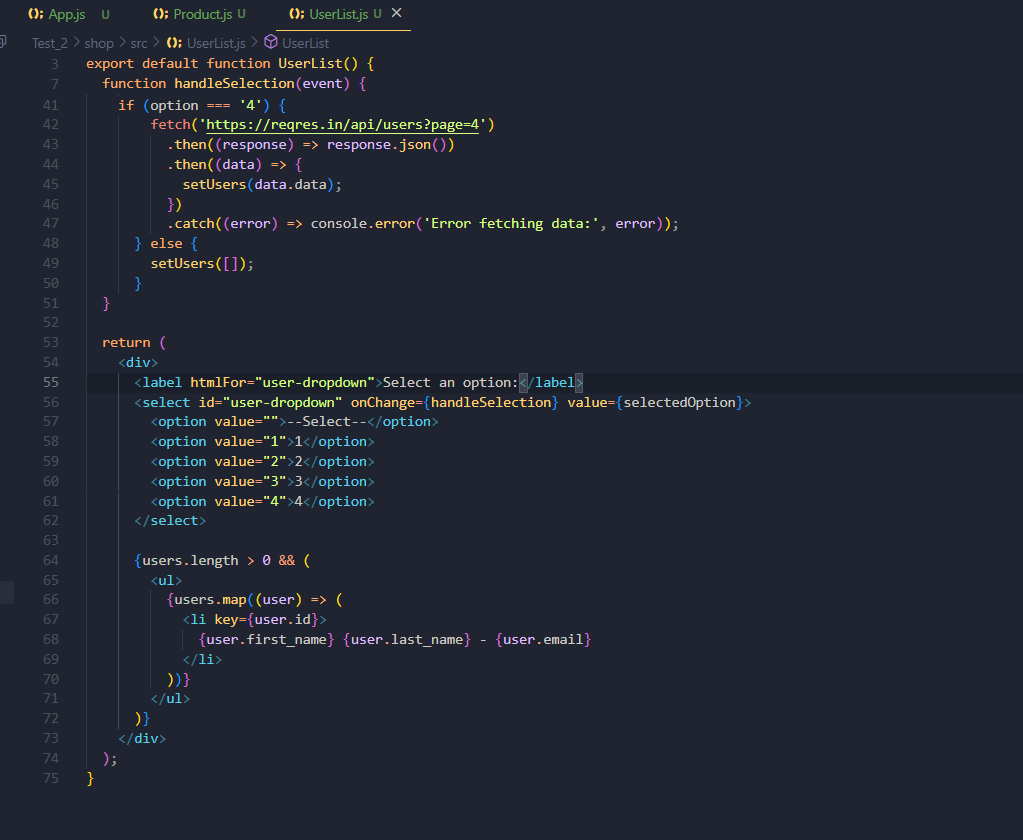 App.js U Product.js U UserList.js U
Test_2 > shop > src > UserList.js > UserList
3 export default function UserList() {
7   function handleSelection(event) {
41     if (option === '4') {
42         fetch('https://reqres.in/api/users?page=4')
43           .then((response) => response.json())
44           .then((data) => {
45             setUsers(data.data);
46           })
47           .catch((error) => console.error('Error fetching data:', error));
48       } else {
49         setUsers([]);
50       }
51   }
52
53   return (
54     <div>
55       <label htmlFor="user-dropdown">Select an option:</label>
56       <select id="user-dropdown" onChange={handleSelection} value={selectedOption}>
57         <option value="">--Select--</option>
58         <option value="1">1</option>
59         <option value="2">2</option>
60         <option value="3">3</option>
61         <option value="4">4</option>
62       </select>
63
64       {users.length > 0 && (
65         <ul>
66           {users.map((user) => (
67             <li key={user.id}>
68               {user.first_name} {user.last_name} - {user.email}
69             </li>
70           ))}
71         </ul>
72       )}
73     </div>
74   );
75 }